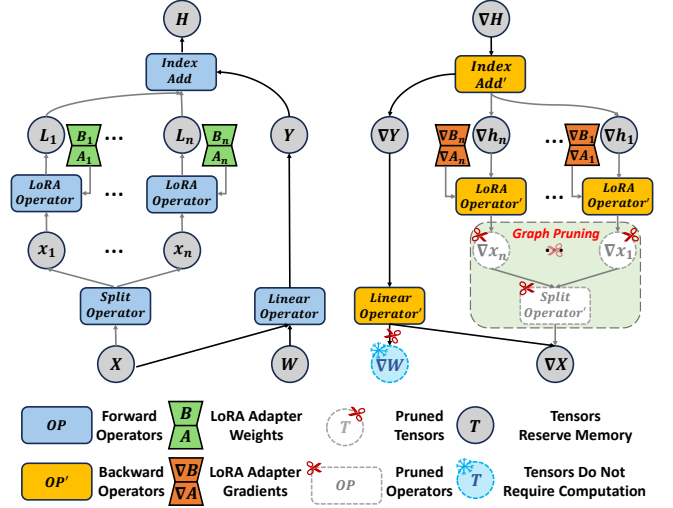 H
∇H
Index
Add
Index
Add′
L₁
B₁
A₁
...
Lₙ
Bₙ
Aₙ
Y
∇Y
∇Bₙ
∇Aₙ
∇hₙ
...
∇B₁
∇A₁
∇h₁
LoRA
Operator
...
LoRA
Operator
LoRA
Operator′
LoRA
Operator′
Graph Pruning
x₁
...
xₙ
∇xₙ
...
∇x₁
Split
Operator
Linear
Operator
Linear
Operator′
Split
Operator′
X
W
∇W
∇X
OP
Forward
Operators
B
A
LoRA Adapter
Weights
T
Pruned
Tensors
T
Tensors
Reserve Memory
OP′
Backward
Operators
∇B
∇A
LoRA Adapter
Gradients
OP
Pruned
Operators
T
Tensors Do Not
Require Computation